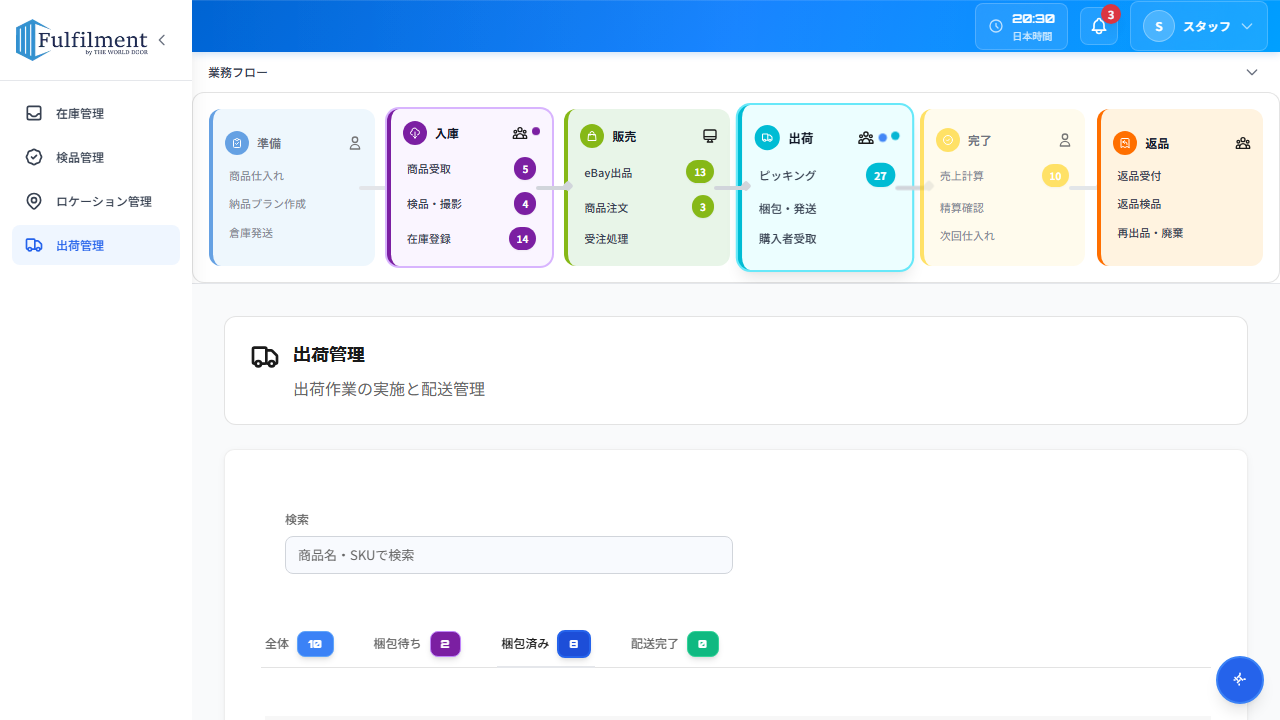 Fulfilment
by THE WORLD DOOR
20:30
日本時間
3
S
スタッフ
在庫管理
検品管理
ロケーション管理
出荷管理
業務フロー
準備
商品仕入れ
納品プラン作成
倉庫発送
入庫
商品受取
5
検品・撮影
4
在庫登録
14
販売
eBay出品
13
商品注文
3
受注処理
出荷
ピッキング
27
梱包・発送
購入者受取
完了
売上計算
10
精算確認
次回仕入れ
返品
返品受付
返品検品
再出品・廃棄
出荷管理
出荷作業の実施と配送管理
検索
商品名・SKUで検索
全体 10
梱包待ち 2
梱包済み 8
配送完了 0